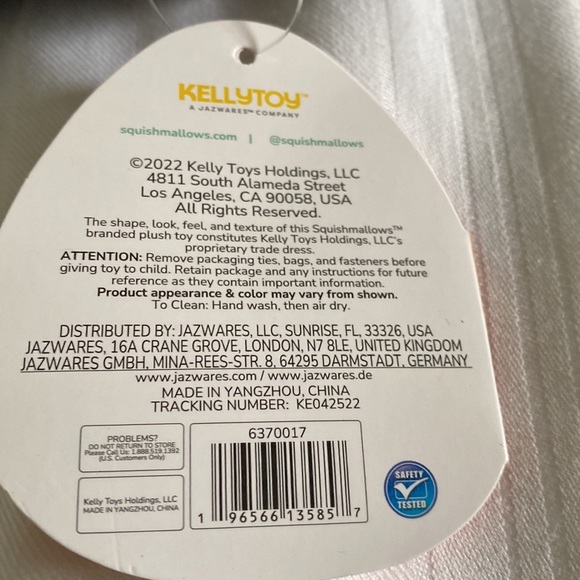 KELLYTOY™
A JAZWARES™ COMPANY
squishmallows.com | @squishmallows
©2022 Kelly Toys Holdings, LLC
4811 South Alameda Street
Los Angeles, CA 90058, USA
All Rights Reserved.
The shape, look, feel, and texture of this Squishmallows™
branded plush toy constitutes Kelly Toys Holdings, LLC's
proprietary trade dress.
ATTENTION: Remove packaging ties, bags, and fasteners before
giving toy to child. Retain package and any instructions for future
reference as they contain important information.
Product appearance & color may vary from shown.
To Clean: Hand wash, then air dry.
DISTRIBUTED BY: JAZWARES, LLC, SUNRISE, FL, 33326, USA
JAZWARES, 16A CRANE GROVE, LONDON, N7 8LE, UNITED KINGDOM
JAZWARES GMBH, MINA-REES-STR. 8, 64295 DARMSTADT, GERMANY
www.jazwares.com / www.jazwares.de
MADE IN YANGZHOU, CHINA
TRACKING NUMBER: KE042522
PROBLEMS?
DO NOT RETURN TO STORE
Please Call Us: 1.888.519.1392
(U.S. Customers Only)
Kelly Toys Holdings, LLC
MADE IN YANGZHOU, CHINA
6370017
1 96566 13585 7
SAFETY
TESTED